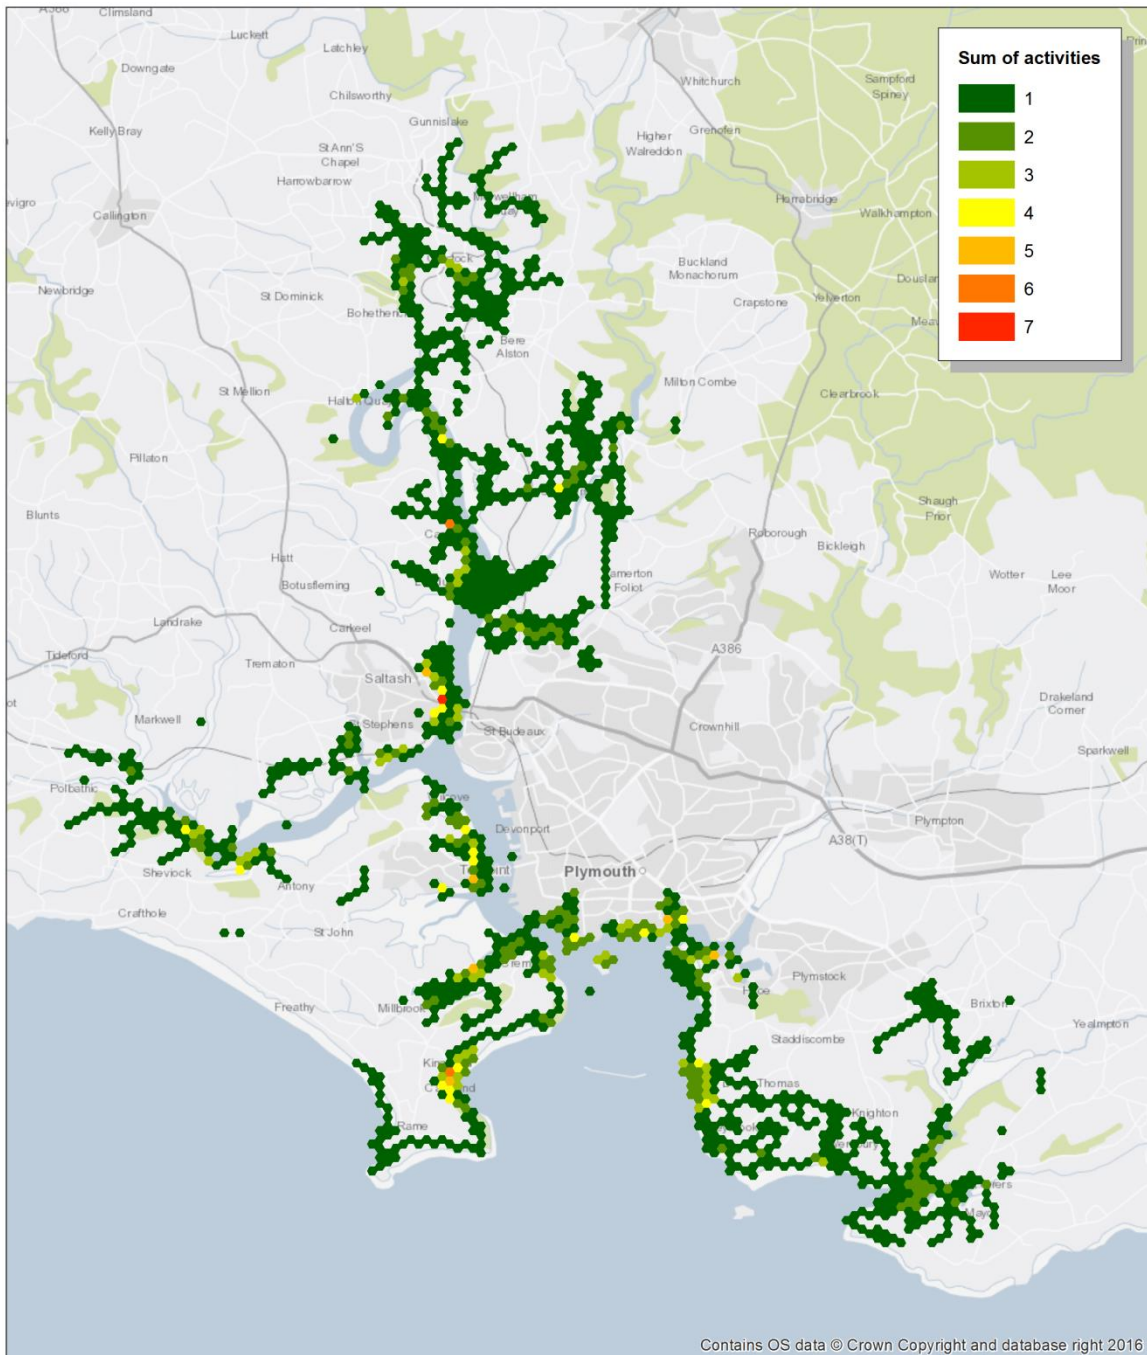 A388
Climsland
Luckett
Latchley
Downgate
Chilsworthy
Whitchurch
Sampford
Spiney
Gunnislake
Kelly Bray
St Ann'S
Chapel
Higher
Walreddon
Grenofen
Harrowbarrow
Callington
Horrabridge
Walkhampton
Buckland
Monachorum
Newbridge
St Dominick
Crapstone
Yelverton
Bere
Alston
St Mellion
Milton Combe
Clearbrook
Pillaton
Blunts
Shaugh
Prior
Hatt
Roborough
Bickleigh
Botusfleming
Foliot
Wotter
Lee
Moor
Landrake
Carkeel
Tideford
Trematon
Saltash
A386
Drakeland
Corner
Markwell
St Budeaux
Crownhill
Sparkwell
Polbathic
Devonport
Plympton
A38(T)
Sheviock
Antony
Plymouth
Crafthole
St John
Plymstock
Freathy
Millbrook
Brixton
Staddiscombe
Yealmpton
Thomas
Knighton
Rame
Sum of activities
1
2
3
4
5
6
7
Contains OS data © Crown Copyright and database right 2016